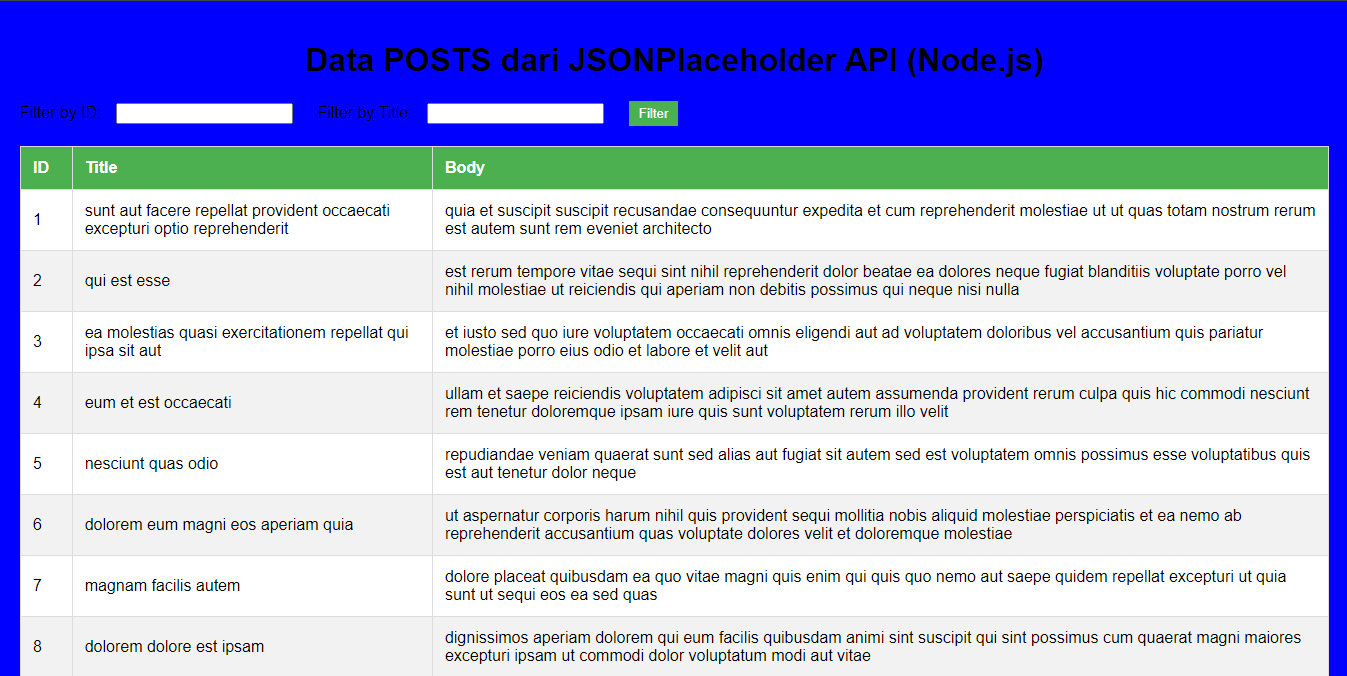 Data POSTS dari JSONPlaceholder API (Node.js)
Filter by ID: Filter by Title: Filter
ID Title Body
1 sunt aut facere repellat provident occaecati excepturi optio reprehenderit quia et suscipit suscipit recusandae consequuntur expedita et cum reprehenderit molestiae ut ut quas totam nostrum rerum est autem sunt rem eveniet architecto
2 qui est esse est rerum tempore vitae sequi sint nihil reprehenderit dolor beatae ea dolores neque fugiat blanditiis voluptate porro vel nihil molestiae ut reiciendis qui aperiam non debitis possimus qui neque nisi nulla
3 ea molestias quasi exercitationem repellat qui ipsa sit aut et iusto sed quo iure voluptatem occaecati omnis eligendi aut ad voluptatem doloribus vel accusantium quis pariatur molestiae porro eius odio et labore et velit aut
4 eum et est occaecati ullam et saepe reiciendis voluptatem adipisci sit amet autem assumenda provident rerum culpa quis hic commodi nesciunt rem tenetur doloremque ipsam iure quis sunt voluptatem rerum illo velit
5 nesciunt quas odio repudiandae veniam quaerat sunt sed alias aut fugiat sit autem sed est voluptatem omnis possimus esse voluptatibus quis est aut tenetur dolor neque
6 dolorem eum magni eos aperiam quia ut aspernatur corporis harum nihil quis provident sequi mollitia nobis aliquid molestiae perspiciatis et ea nemo ab reprehenderit accusantium quas voluptate dolores velit et doloremque molestiae
7 magnam facilis autem dolore placeat quibusdam ea quo vitae magni quis enim qui quis quo nemo aut saepe quidem repellat excepturi ut quia sunt ut sequi eos ea sed quas
8 dolorem dolore est ipsam dignissimos aperiam dolorem qui eum facilis quibusdam animi sint suscipit qui sint possimus cum quaerat magni maiores excepturi ipsam ut commodi dolor voluptatum modi aut vitae